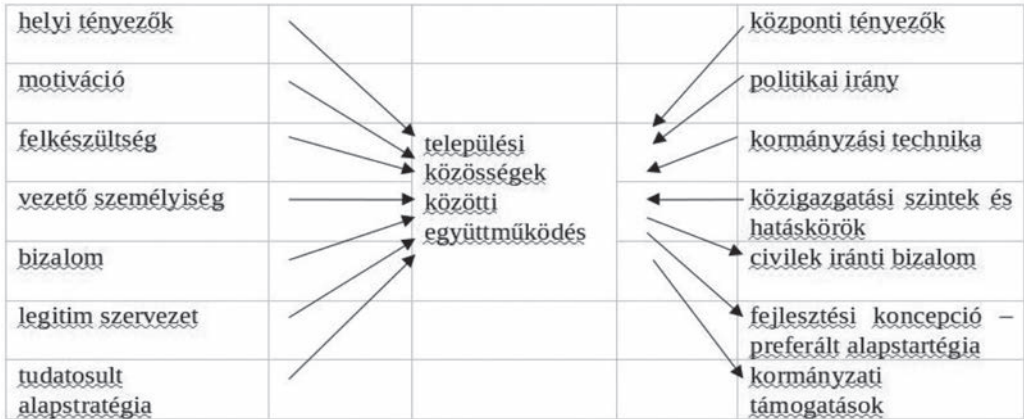 helyi tényezők
motiváció
felkészültség
vezető személyiség
bizalom
legitim szervezet
tudatosult
alapstratégia
települési
közösségek
közötti
együttműködés
központi tényezők
politikai irány
kormányzási technika
közigazgatási szintek és
hatáskörök
civilek iránti bizalom
fejlesztési koncepció –
preferált alapstartégia
kormányzati
támogatások